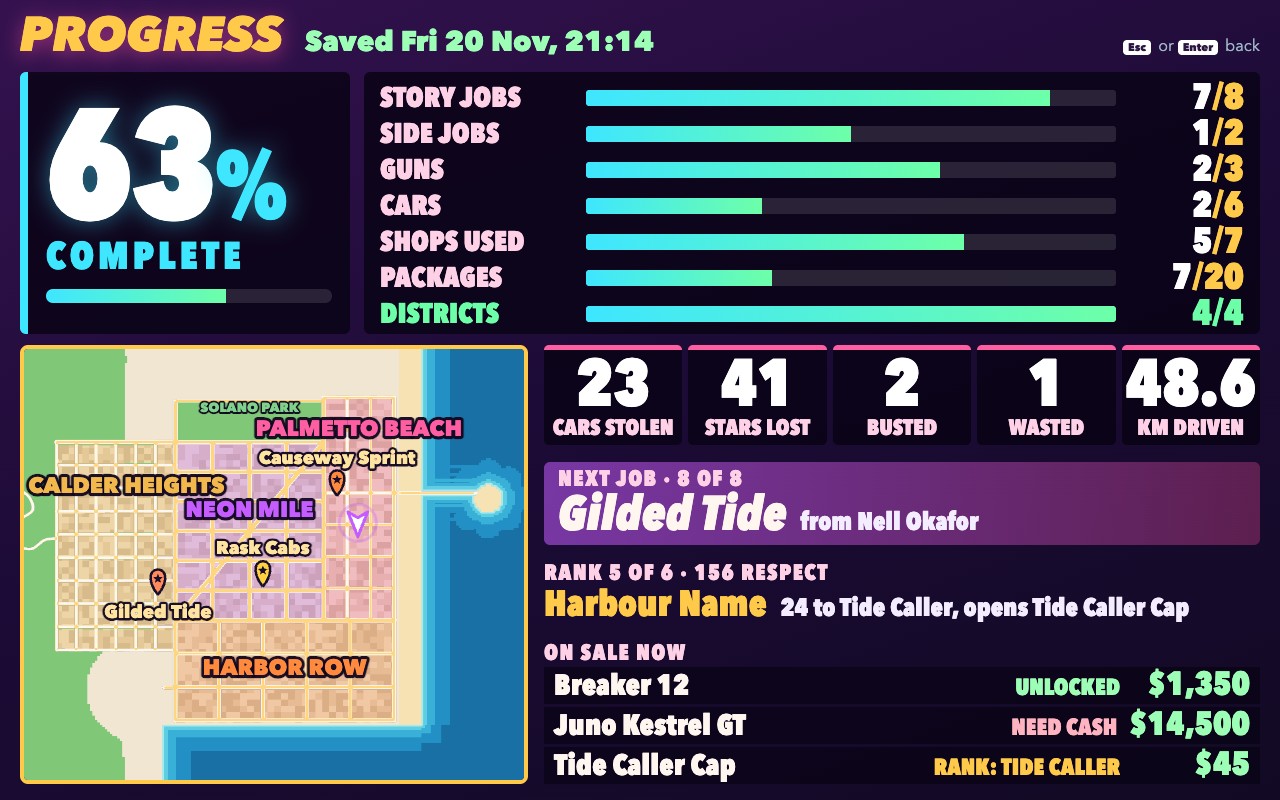 PROGRESS
Saved Fri 20 Nov, 21:14
Esc or Enter back
63%
COMPLETE
STORY JOBS 7/8
SIDE JOBS 1/2
GUNS 2/3
CARS 2/6
SHOPS USED 5/7
PACKAGES 7/20
DISTRICTS 4/4
SOLANO PARK
PALMETTO BEACH
Causeway Sprint
CALDER HEIGHTS
NEON MILE
Rask Cabs
Gilded Tide
HARBOR ROW
23
CARS STOLEN
41
STARS LOST
2
BUSTED
1
WASTED
48.6
KM DRIVEN
NEXT JOB · 8 OF 8
Gilded Tide from Nell Okafor
RANK 5 OF 6 · 156 RESPECT
Harbour Name 24 to Tide Caller, opens Tide Caller Cap
ON SALE NOW
Breaker 12 UNLOCKED $1,350
Juno Kestrel GT NEED CASH $14,500
Tide Caller Cap RANK: TIDE CALLER $45